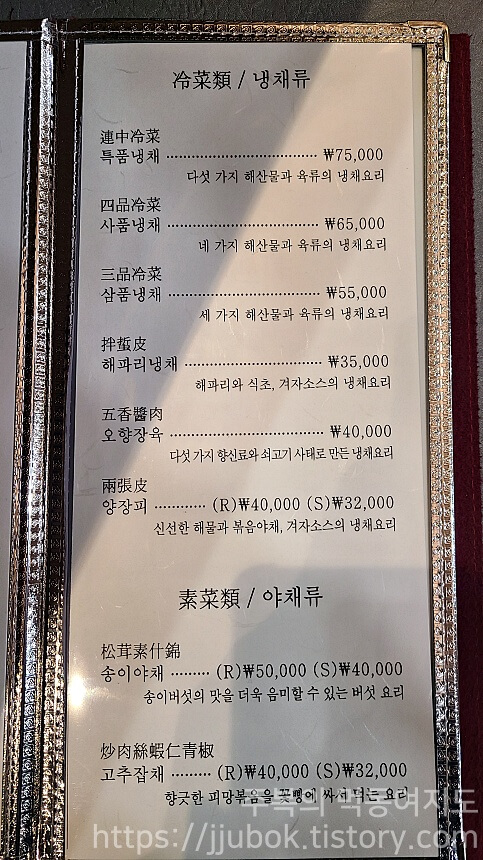 冷菜類 / 냉채류
連中冷菜
특품냉채 ································ ₩75,000
다섯 가지 해산물과 육류의 냉채요리
四品冷菜
사품냉채 ································ ₩65,000
네 가지 해산물과 육류의 냉채요리
三品冷菜
삼품냉채 ································ ₩55,000
세 가지 해산물과 육류의 냉채요리
拌蜇皮
해파리냉채 ····························· ₩35,000
해파리와 식초, 겨자소스의 냉채요리
五香醬肉
오향장육 ································ ₩40,000
다섯 가지 향신료와 쇠고기 사태로 만든 냉채요리
兩張皮
양장피 ············ (R)₩40,000 (S)₩32,000
신선한 해물과 볶음야채, 겨자소스의 냉채요리
素菜類 / 야채류
松茸素什錦
송이야채 ········· (R)₩50,000 (S)₩40,000
송이버섯의 맛을 더욱 음미할 수 있는 버섯 요리
炒肉絲蝦仁青椒
고추잡채 ········· (R)₩40,000 (S)₩32,000
향긋한 피망볶음을 꽃빵에 싸서 먹는 요리
쭈복의 식동여지도
https://jjubok.tistory.com